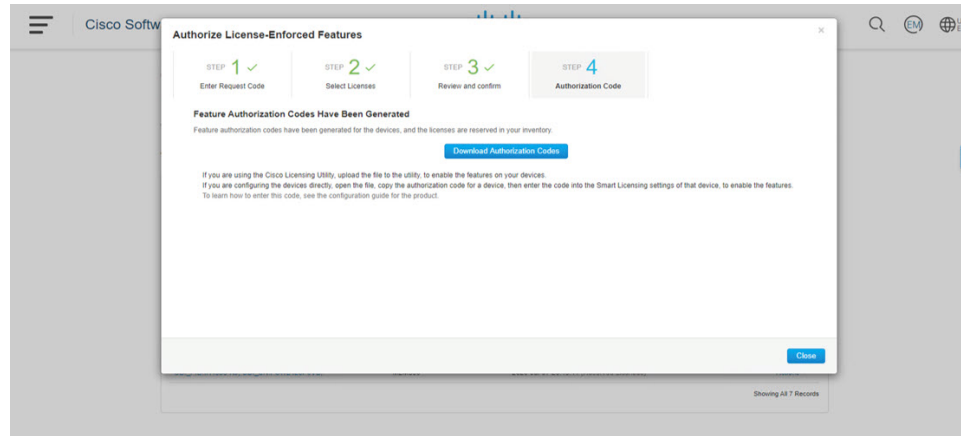 Cisco Softw
EM
Authorize License-Enforced Features
×
STEP 1 ✓
Enter Request Code
STEP 2 ✓
Select Licenses
STEP 3 ✓
Review and confirm
STEP 4
Authorization Code
Feature Authorization Codes Have Been Generated
Feature authorization codes have been generated for the devices, and the licenses are reserved in your inventory.
Download Authorization Codes
If you are using the Cisco Licensing Utility, upload the file to the utility, to enable the features on your devices.
If you are configuring the devices directly, open the file, copy the authorization code for a device, then enter the code into the Smart Licensing settings of that device, to enable the features.
To learn how to enter this code, see the configuration guide for the product.
Close
Showing All 7 Records